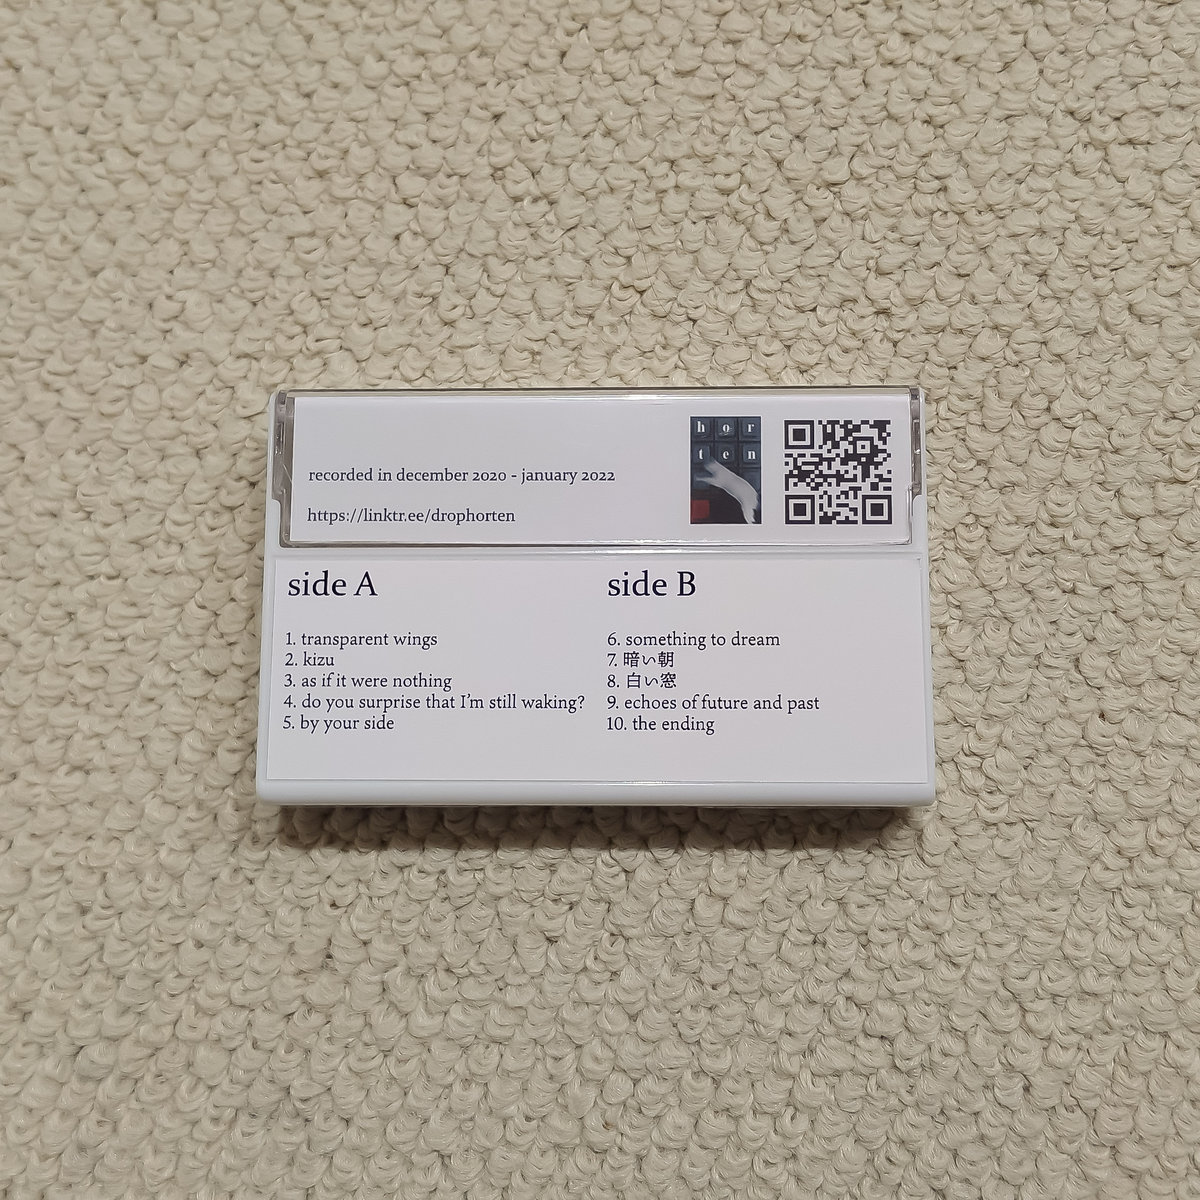 recorded in december 2020 - january 2022
https://linktr.ee/drophorten
h o r
t e n
side A
1. transparent wings
2. kizu
3. as if it were nothing
4. do you surprise that I'm still waking?
5. by your side
side B
6. something to dream
7. 暗い朝
8. 白い窓
9. echoes of future and past
10. the ending